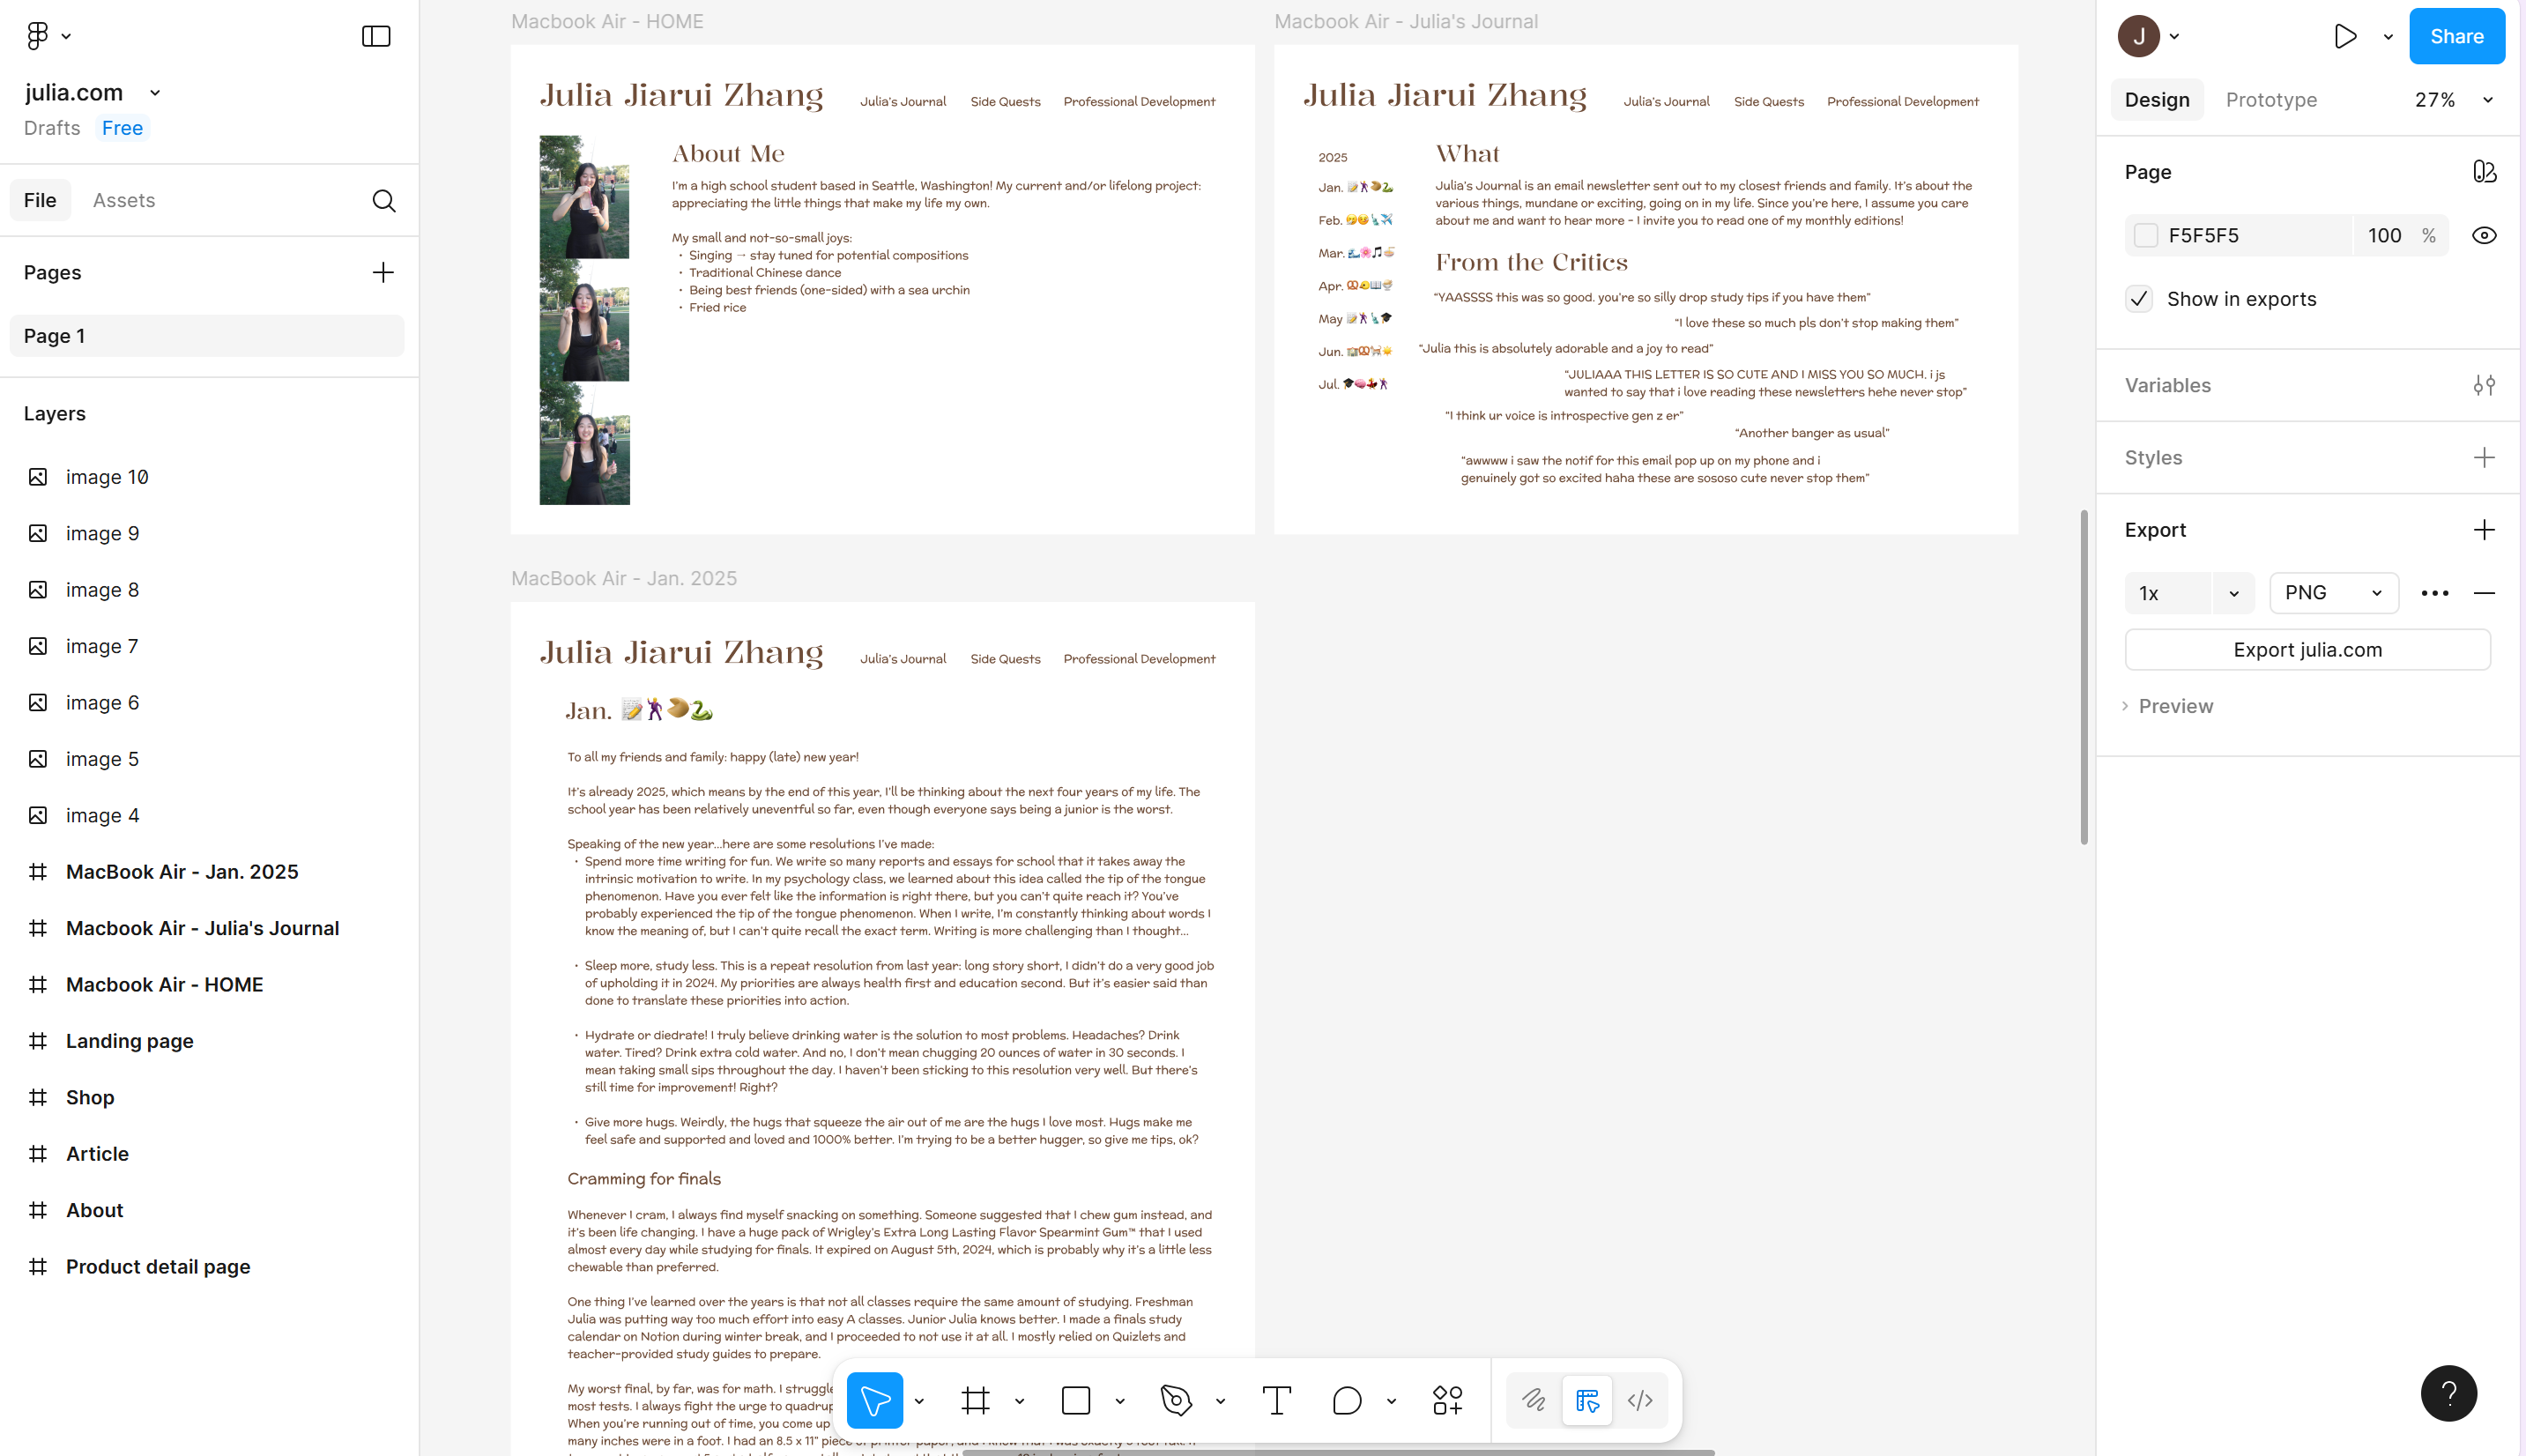 julia.com
Drafts Free
File Assets
Pages
Page 1
Layers
image 10
image 9
image 8
image 7
image 6
image 5
image 4
MacBook Air - Jan. 2025
Macbook Air - Julia's Journal
Macbook Air - HOME
Landing page
Shop
Article
About
Product detail page
Macbook Air - HOME
Julia Jiarui Zhang
Julia's Journal Side Quests Professional Development
About Me
I'm a high school student based in Seattle, Washington! My current and/or lifelong project:
appreciating the little things that make my life my own.
My small and not-so-small joys:
• Singing → stay tuned for potential compositions
• Traditional Chinese dance
• Being best friends (one-sided) with a sea urchin
• Fried rice
Macbook Air - Julia's Journal
Julia Jiarui Zhang
Julia's Journal Side Quests Professional Development
2025
Jan. 📝🕺🥠🐍
Feb.
Mar.
Apr.
May
Jun.
Jul.
What
Julia's Journal is an email newsletter sent out to my closest friends and family. It's about the
various things, mundane or exciting, going on in my life. Since you're here, I assume you care
about me and want to hear more - I invite you to read one of my monthly editions!
From the Critics
"YAASSSS this was so good. you're so silly drop study tips if you have them"
"I love these so much pls don't stop making them"
"Julia this is absolutely adorable and a joy to read"
"JULIAAA THIS LETTER IS SO CUTE AND I MISS YOU SO MUCH. i js
wanted to say that i love reading these newsletters hehe never stop"
"I think ur voice is introspective gen z er"
"Another banger as usual"
"awwww i saw the notif for this email pop up on my phone and i
genuinely got so excited haha these are sososo cute never stop them"
MacBook Air - Jan. 2025
Julia Jiarui Zhang
Julia's Journal Side Quests Professional Development
Jan. 📝🕺🥠🐍
To all my friends and family: happy (late) new year!
It's already 2025, which means by the end of this year, I'll be thinking about the next four years of my life. The
school year has been relatively uneventful so far, even though everyone says being a junior is the worst.
Speaking of the new year...here are some resolutions I've made:
• Spend more time writing for fun. We write so many reports and essays for school that it takes away the
intrinsic motivation to write. In my psychology class, we learned about this idea called the tip of the tongue
phenomenon. Have you ever felt like the information is right there, but you can't quite reach it? You've
probably experienced the tip of the tongue phenomenon. When I write, I'm constantly thinking about words I
know the meaning of, but I can't quite recall the exact term. Writing is more challenging than I thought...
• Sleep more, study less. This is a repeat resolution from last year: long story short, I didn't do a very good job
of upholding it in 2024. My priorities are always health first and education second. But it's easier said than
done to translate these priorities into action.
• Hydrate or diedrate! I truly believe drinking water is the solution to most problems. Headaches? Drink
water. Tired? Drink extra cold water. And no, I don't mean chugging 20 ounces of water in 30 seconds. I
mean taking small sips throughout the day. I haven't been sticking to this resolution very well. But there's
still time for improvement! Right?
• Give more hugs. Weirdly, the hugs that squeeze the air out of me are the hugs I love most. Hugs make me
feel safe and supported and loved and 1000% better. I'm trying to be a better hugger, so give me tips, ok?
Cramming for finals
Whenever I cram, I always find myself snacking on something. Someone suggested that I chew gum instead, and
it's been life changing. I have a huge pack of Wrigley's Extra Long Lasting Flavor Spearmint Gum™ that I used
almost every day while studying for finals. It expired on August 5th, 2024, which is probably why it's a little less
chewable than preferred.
One thing I've learned over the years is that not all classes require the same amount of studying. Freshman
Julia was putting way too much effort into easy A classes. Junior Julia knows better. I made a finals study
calendar on Notion during winter break, and I proceeded to not use it at all. I mostly relied on Quizlets and
teacher-provided study guides to prepare.
My worst final, by far, was for math. I struggle
most tests. I always fight the urge to quadrup
When you're running out of time, you come up
many inches were in a foot. I had an 8.5 x 11" piece
J
Share
Design Prototype 27%
Page
F5F5F5 100 %
Show in exports
Variables
Styles
Export
1x PNG
Export julia.com
Preview
?